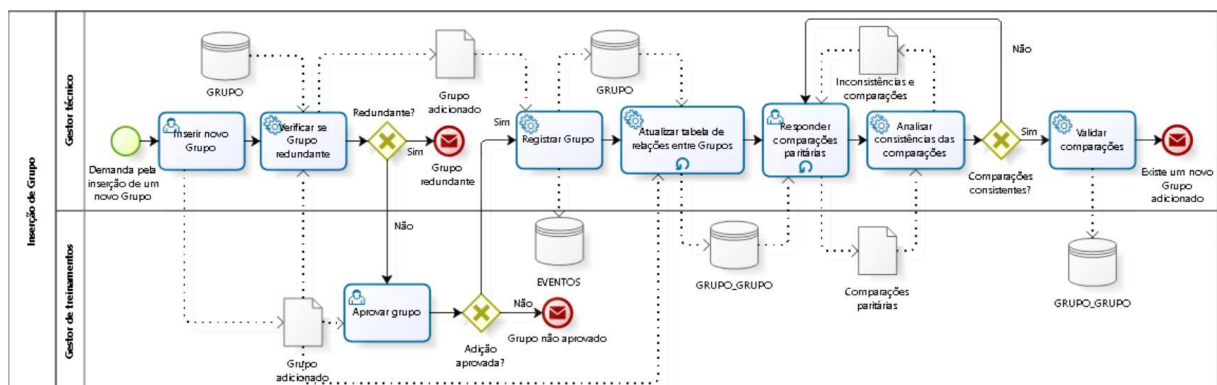 Inserção de Grupo
Gestor técnico
Gestor de treinamentos
Demanda pela
inserção de um
novo Grupo
Inserir novo
Grupo
GRUPO
Verificar se
Grupo
redundante
Redundante?
Sim
Grupo
redundante
Não
Grupo
adicionado
Grupo
adicionado
Aprovar grupo
Adição
aprovada?
Não
Grupo não aprovado
Sim
Registrar Grupo
EVENTOS
GRUPO
Atualizar tabela de
relações entre Grupos
GRUPO_GRUPO
Responder
comparações
paritárias
Comparações
paritárias
Inconsistências e
comparações
Analisar
consistências das
comparações
Não
Sim
Comparações
consistentes?
Validar
comparações
GRUPO_GRUPO
Existe um novo
Grupo
adicionado